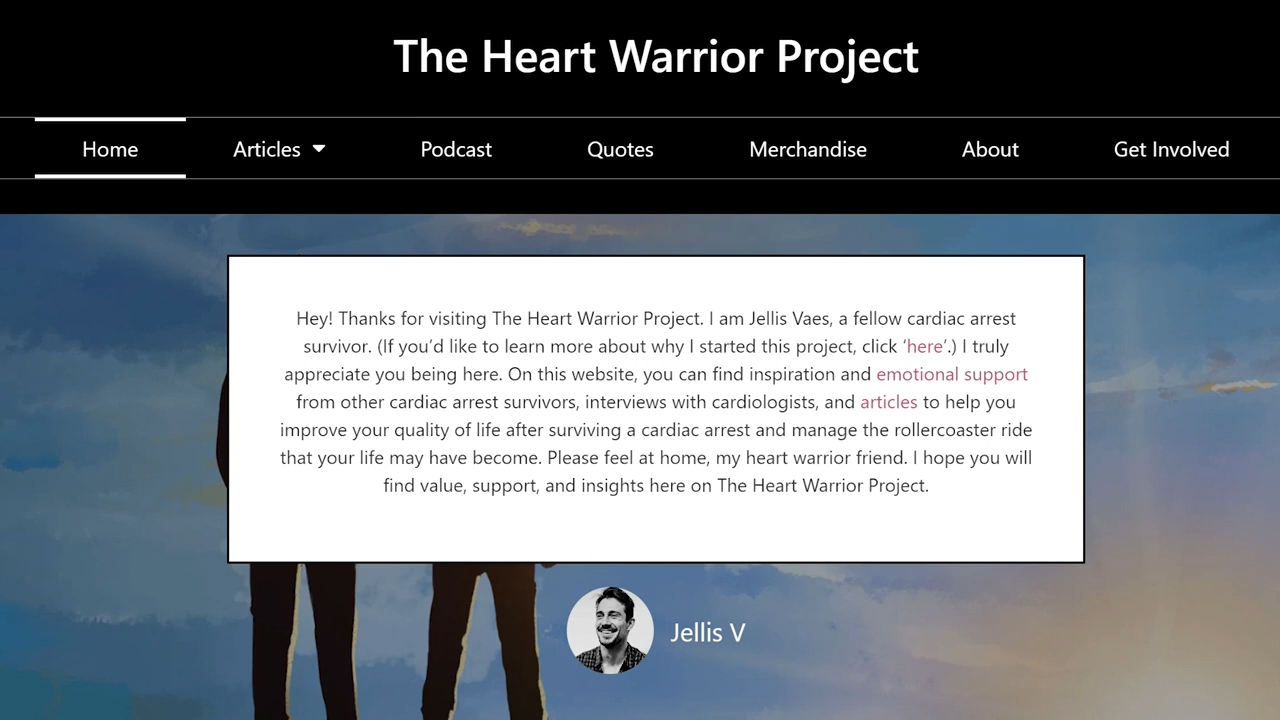 The Heart Warrior Project
Home Articles Podcast Quotes Merchandise About Get Involved
Hey! Thanks for visiting The Heart Warrior Project. I am Jellis Vaes, a fellow cardiac arrest
survivor. (If you’d like to learn more about why I started this project, click ‘here’.) I truly
appreciate you being here. On this website, you can find inspiration and emotional support
from other cardiac arrest survivors, interviews with cardiologists, and articles to help you
improve your quality of life after surviving a cardiac arrest and manage the rollercoaster ride
that your life may have become. Please feel at home, my heart warrior friend. I hope you will
find value, support, and insights here on The Heart Warrior Project.
Jellis V